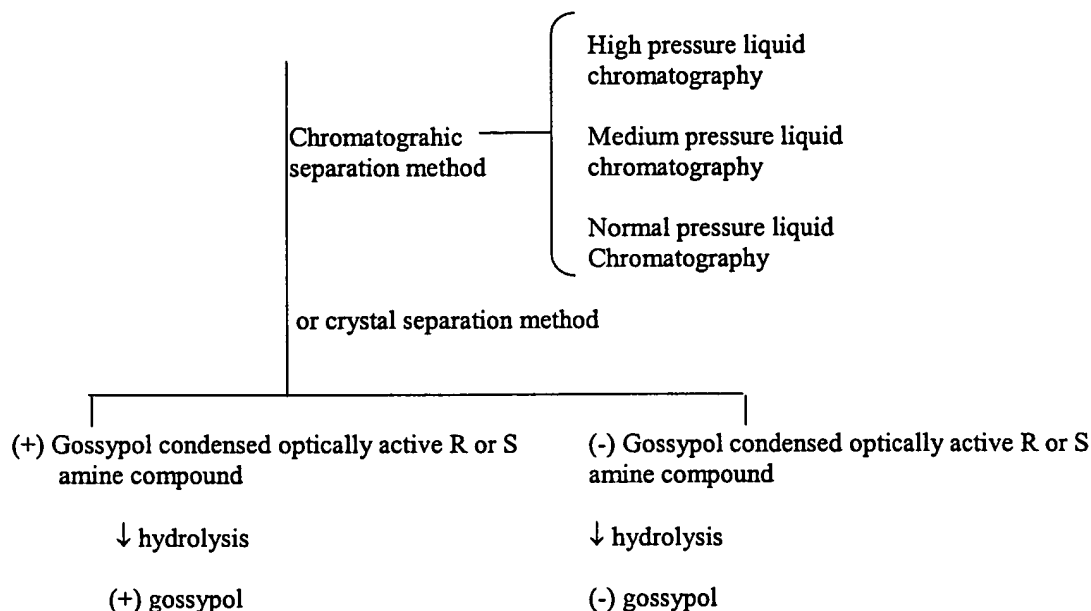 High pressure liquid
chromatography
Chromatograhic
separation method
Medium pressure liquid
chromatography
Normal pressure liquid
Chromatography
or crystal separation method
(+) Gossypol condensed optically active R or S
amine compound
(-) Gossypol condensed optically active R or S
amine compound
↓ hydrolysis
↓ hydrolysis
(+) gossypol
(-) gossypol